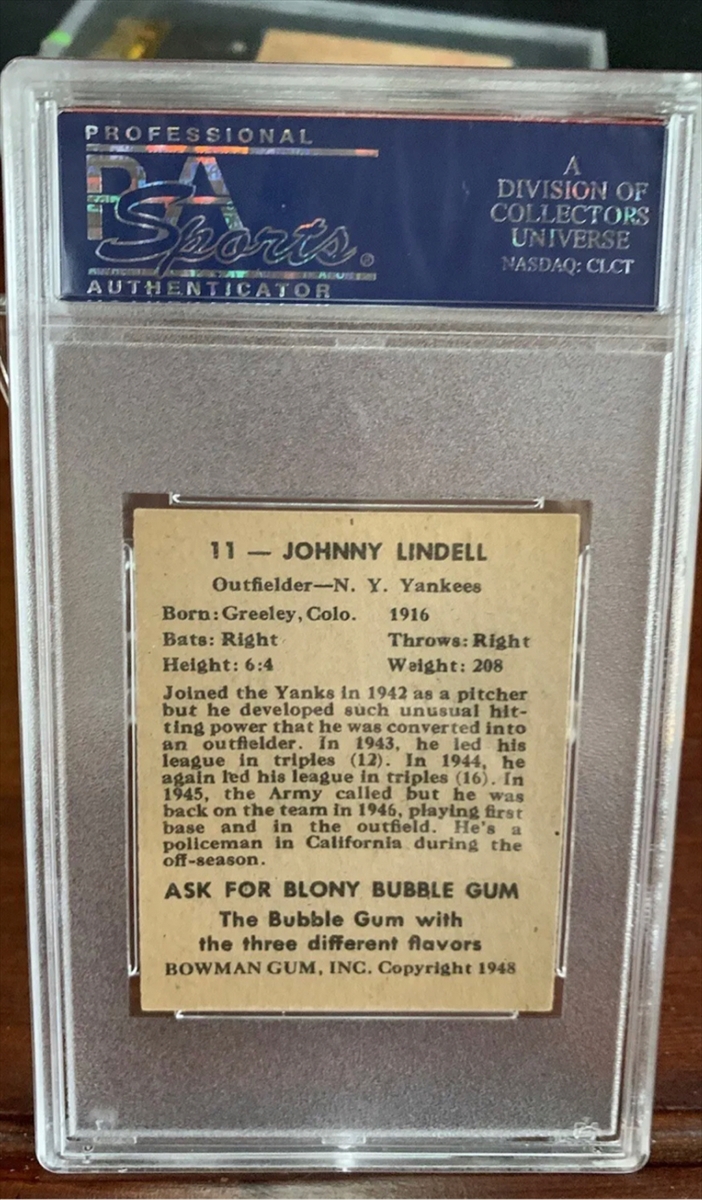 PROFESSIONAL
PSA
Sports®
AUTHENTICATOR
A
DIVISION OF
COLLECTORS
UNIVERSE
NASDAQ: CLCT
11 — JOHNNY LINDELL
Outfielder—N. Y. Yankees
Born: Greeley, Colo. 1916
Bats: Right Throws: Right
Height: 6:4 Weight: 208
Joined the Yanks in 1942 as a pitcher
but he developed such unusual hit-
ting power that he was converted into
an outfielder. In 1943, he led his
league in triples (12). In 1944, he
again led his league in triples (16). In
1945, the Army called but he was
back on the team in 1946, playing first
base and in the outfield. He's a
policeman in California during the
off-season.
ASK FOR BLONY BUBBLE GUM
The Bubble Gum with
the three different flavors
BOWMAN GUM, INC. Copyright 1948